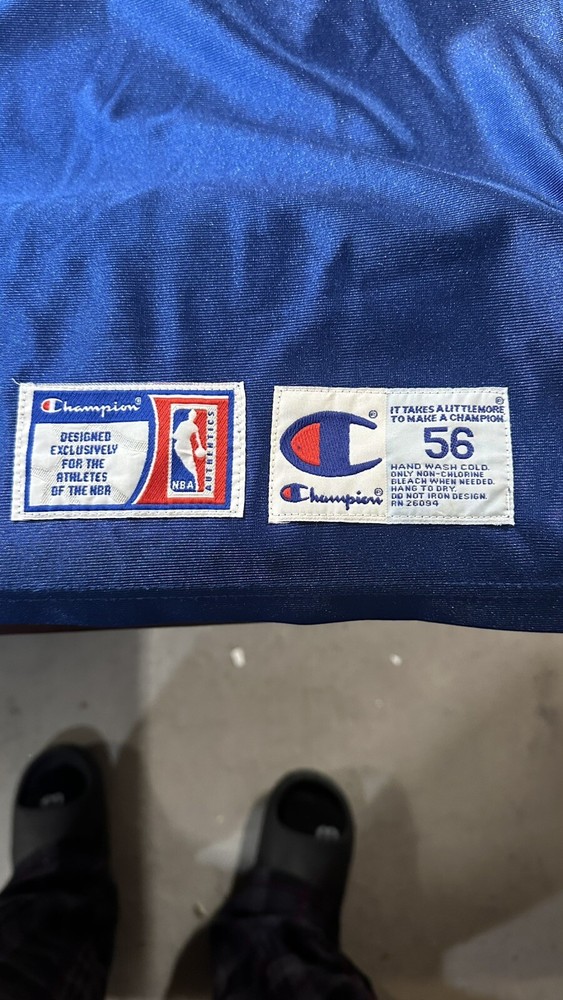 Champion®
DESIGNED
EXCLUSIVELY
FOR THE
ATHLETES
OF THE NBA
NBA
AUTHENTICS
®
Champion®
®
IT TAKES A LITTLE MORE
TO MAKE A CHAMPION
56
HAND WASH COLD.
ONLY NON-CHLORINE
BLEACH WHEN NEEDED.
HANG TO DRY.
DO NOT IRON DESIGN.
RN 26094